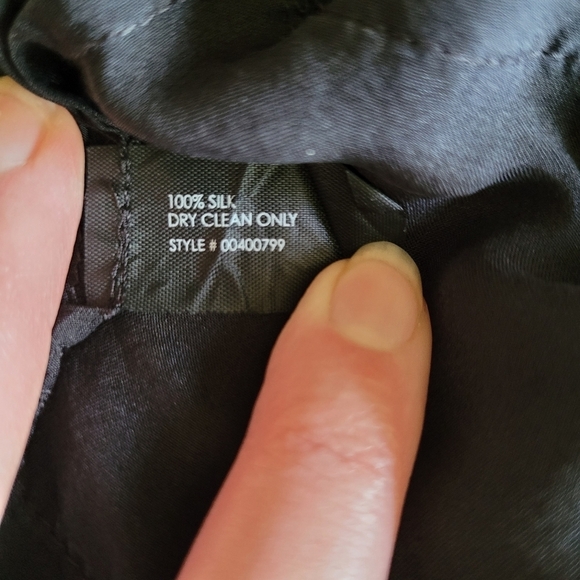 100% SILK
DRY CLEAN ONLY
STYLE # 00400799